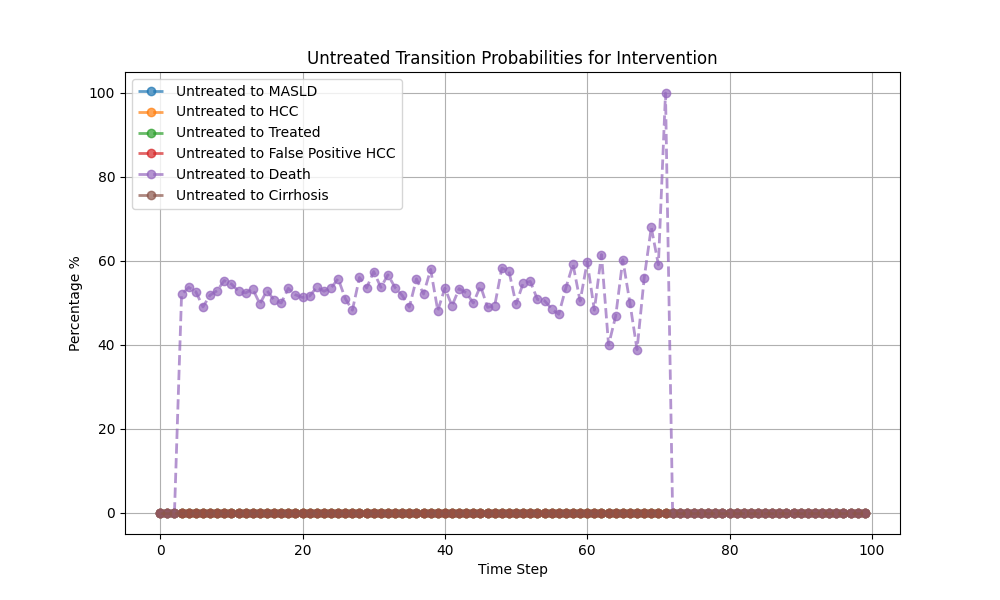 Untreated Transition Probabilities for Intervention
Untreated to MASLD
Untreated to HCC
Untreated to Treated
Untreated to False Positive HCC
Untreated to Death
Untreated to Cirrhosis
Percentage %
100
80
60
40
20
0
0 20 40 60 80 100
Time Step